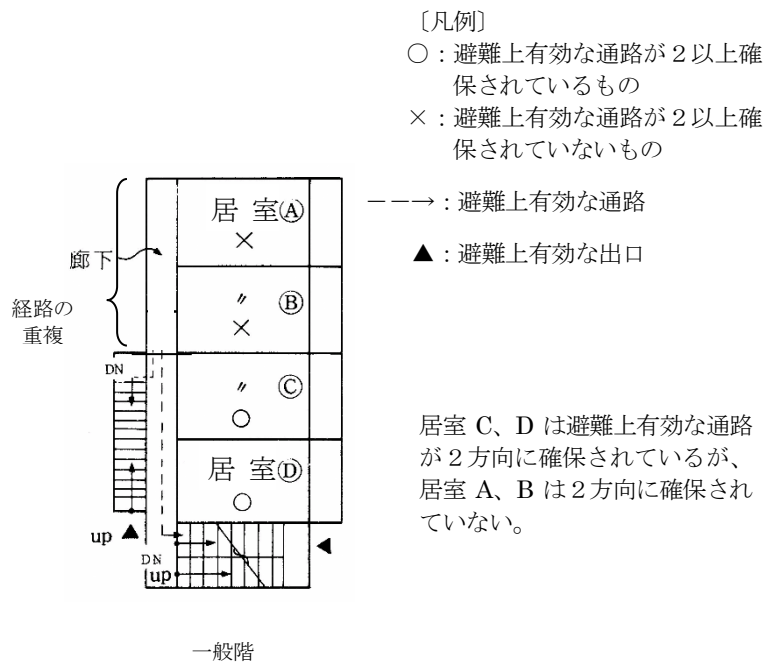 〔凡例〕
○：避難上有効な通路が２以上確
保されているもの
×：避難上有効な通路が２以上確
保されていないもの
−−→：避難上有効な通路
▲：避難上有効な出口
居 室Ⓐ
×
廊下
経路の
重複
〃 Ⓑ
×
DN
〃 Ⓒ
○
居 室Ⓓ
○
up ▲
DN
up
居室 C、D は避難上有効な通路
が２方向に確保されているが、
居室 A、B は２方向に確保され
ていない。
一般階